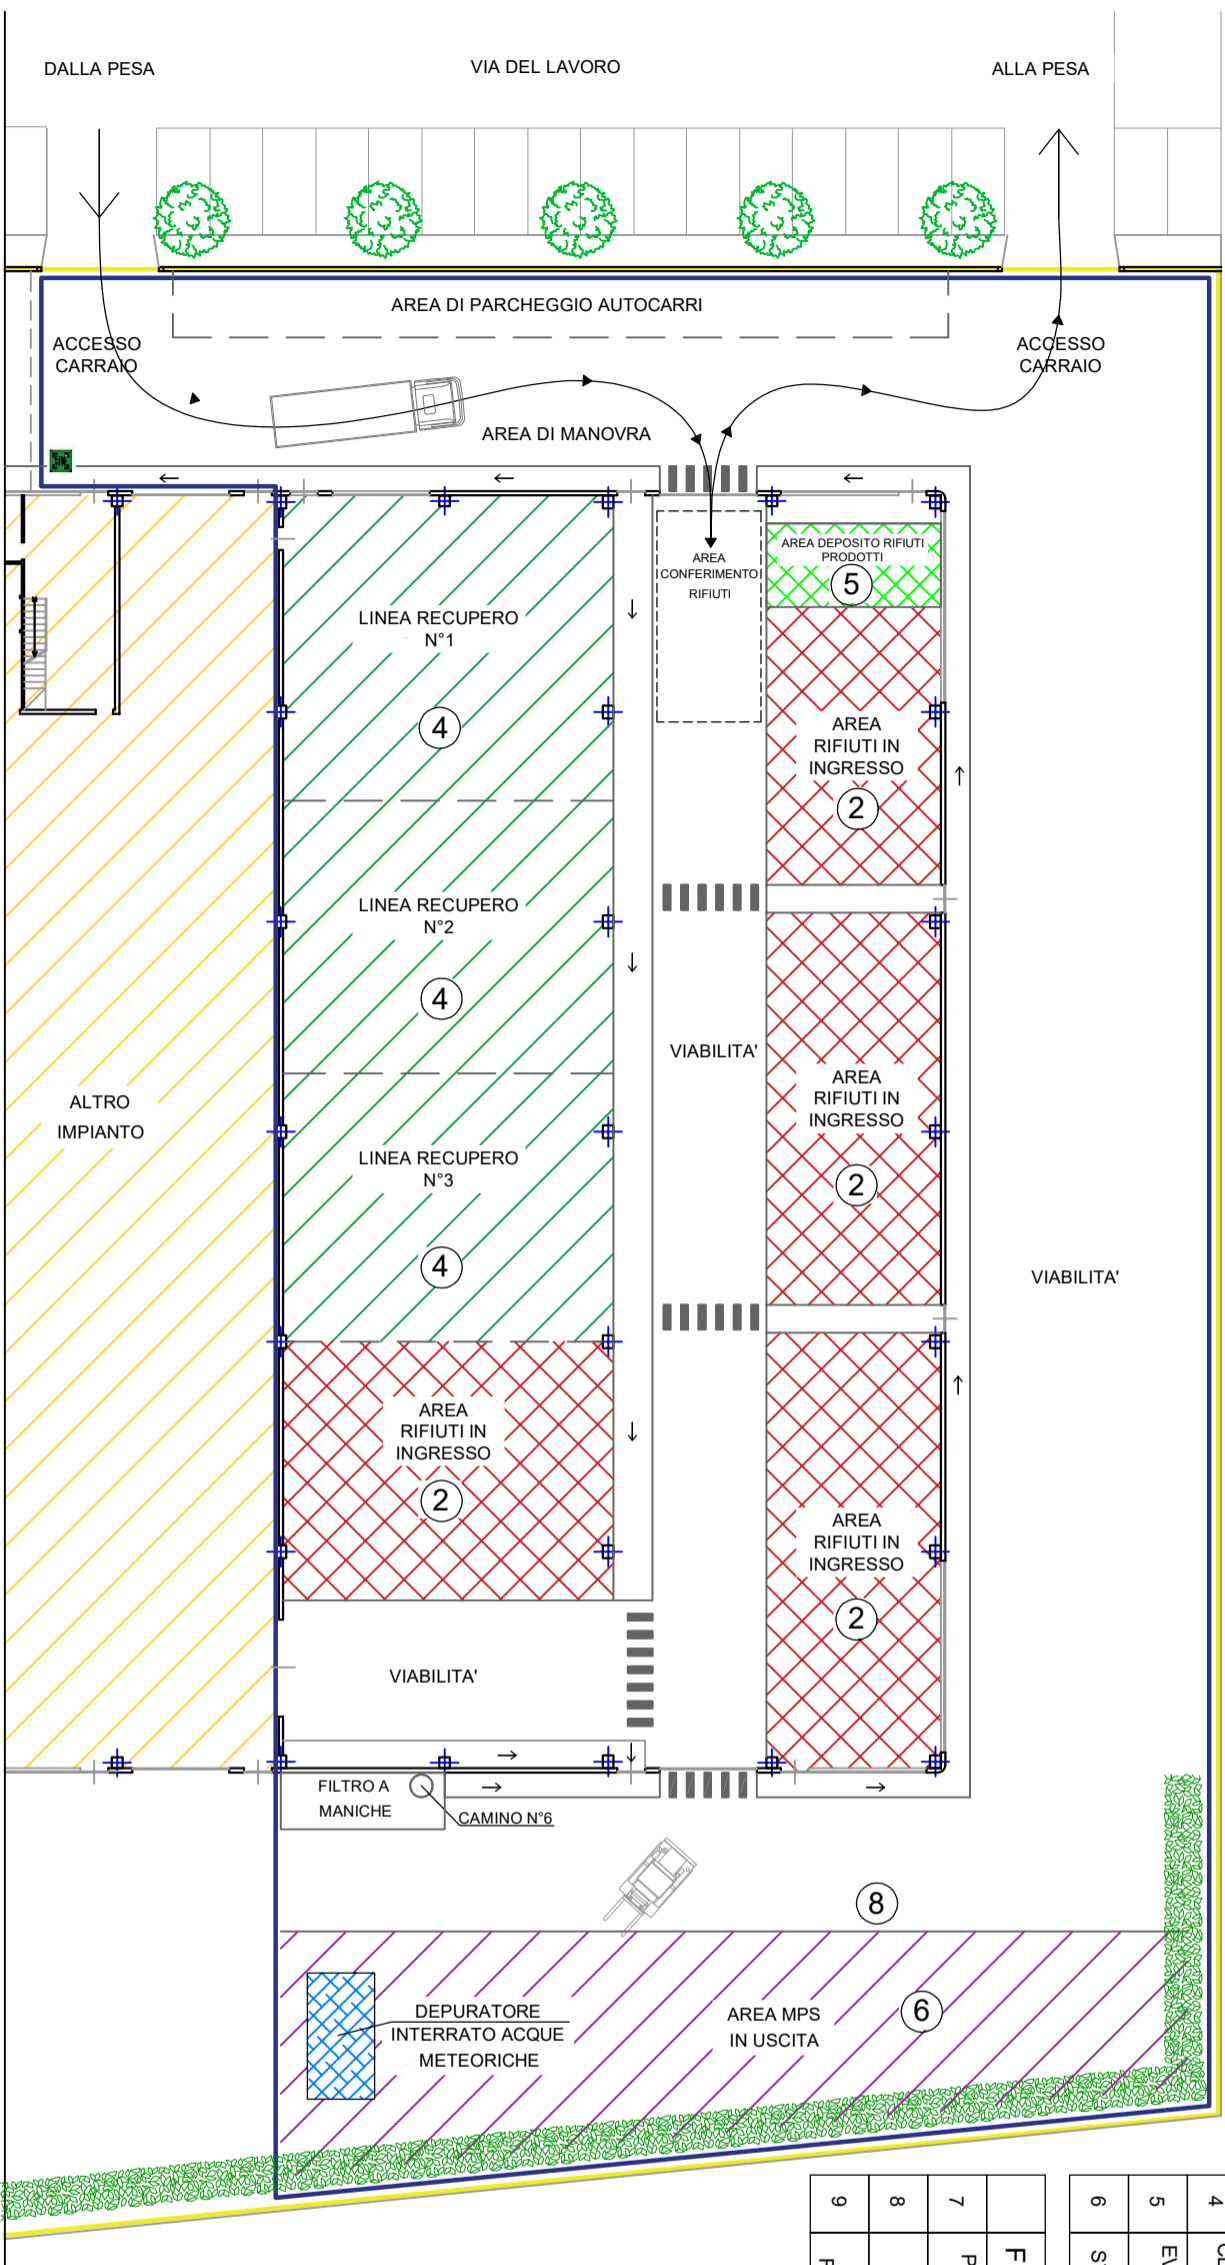 DALLA PESA
VIA DEL LAVORO
ALLA PESA
AREA DI PARCHEGGIO AUTOCARRI
ACCESSO
CARRAIO
ACCESSO
CARRAIO
AREA DI MANOVRA
AREA
CONFERIMENTO
RIFIUTI
AREA DEPOSITO RIFIUTI
PRODOTTI
5
LINEA RECUPERO
N°1
4
AREA
RIFIUTI IN
INGRESSO
2
LINEA RECUPERO
N°2
4
VIABILITA'
AREA
RIFIUTI IN
INGRESSO
2
ALTRO
IMPIANTO
LINEA RECUPERO
N°3
4
VIABILITA'
AREA
RIFIUTI IN
INGRESSO
2
AREA
RIFIUTI IN
INGRESSO
2
VIABILITA'
FILTRO A
MANICHE
CAMINO N°6
8
DEPURATORE
INTERRATO ACQUE
METEORICHE
AREA MPS
IN USCITA
6
4
5
6
7
8
9